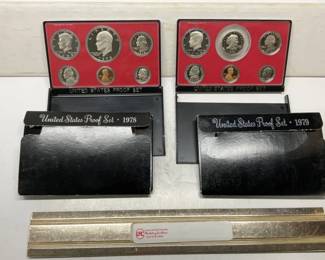 UNITED STATES PROOF SET
UNITED STATES PROOF SET
United States Proof Set · 1978
United States Proof Set · 1979